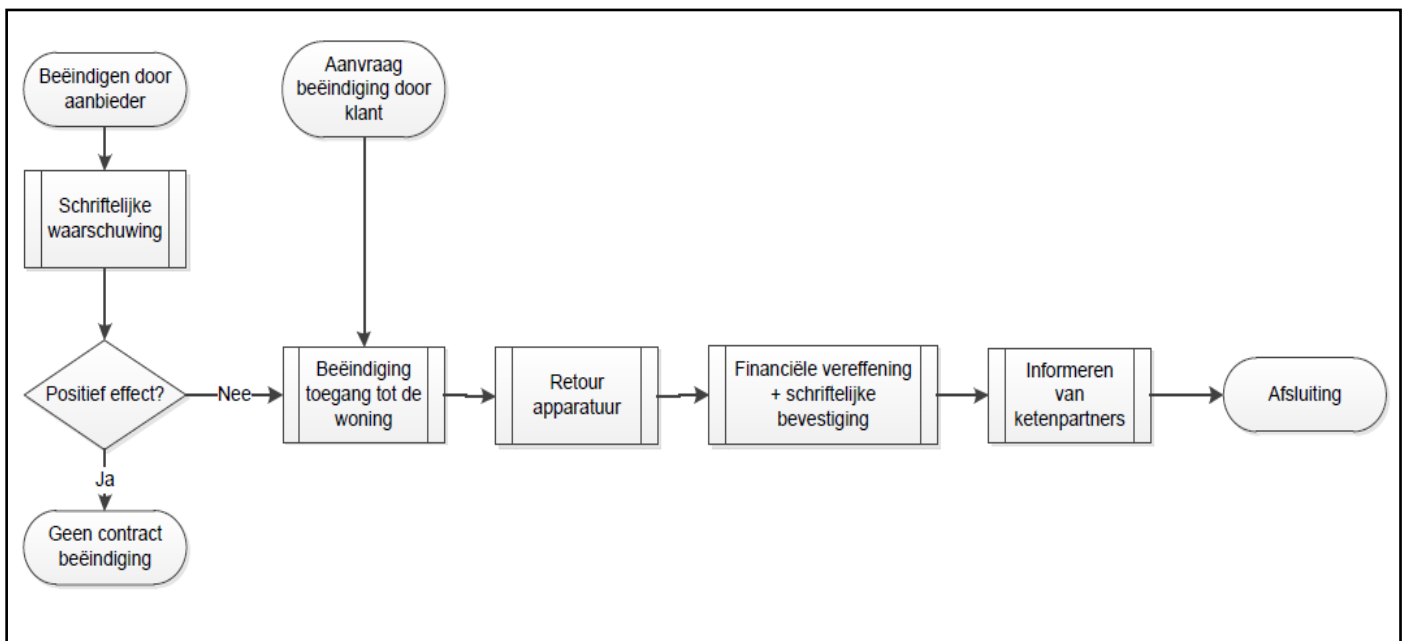 Beëindigen door
aanbieder
Aanvraag
beëindiging door
klant
Schriftelijke
waarschuwing
Positief effect?
Nee
Beëindiging
toegang tot de
woning
Retour
apparatuur
Financiële vereffening
+ schriftelijke
bevestiging
Informeren
van
ketenpartners
Afsluiting
Ja
Geen contract
beëindiging